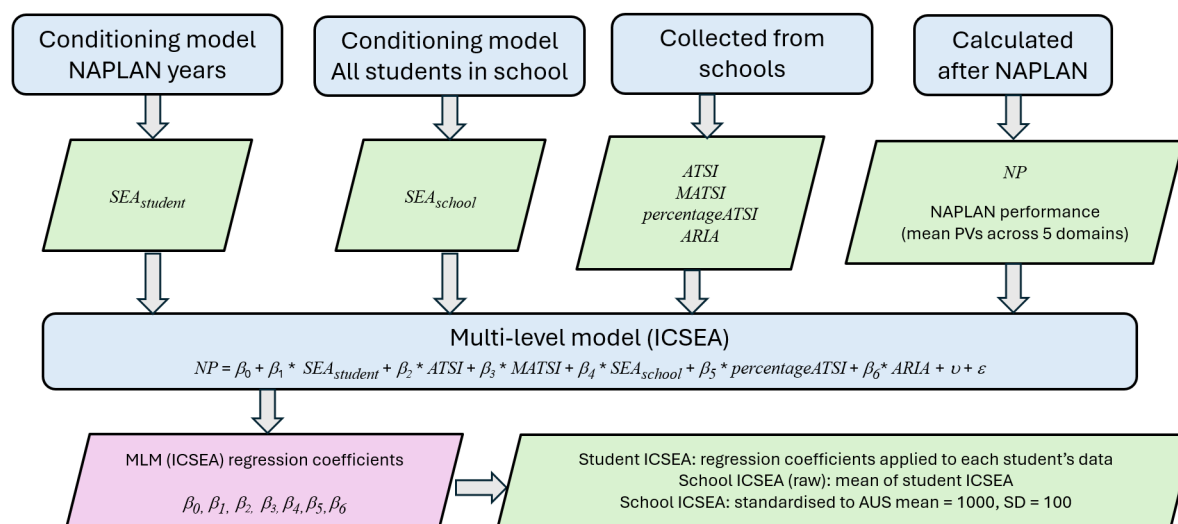 Conditioning model
NAPLAN years
Conditioning model
All students in school
Collected from
schools
Calculated
after NAPLAN
SEAstudent
SEAschool
ATSI
MATSI
percentageATSI
ARIA
NP
NAPLAN performance
(mean PVs across 5 domains)
Multi-level model (ICSEA)
NP = β0 + β1 * SEAstudent + β2 * ATSI + β3 * MATSI + β4 * SEAschool + β5 * percentageATSI + β6* ARIA + υ + ε
MLM (ICSEA) regression coefficients
β0, β1, β2, β3, β4, β5, β6
Student ICSEA: regression coefficients applied to each student’s data
School ICSEA (raw): mean of student ICSEA
School ICSEA: standardised to AUS mean = 1000, SD = 100